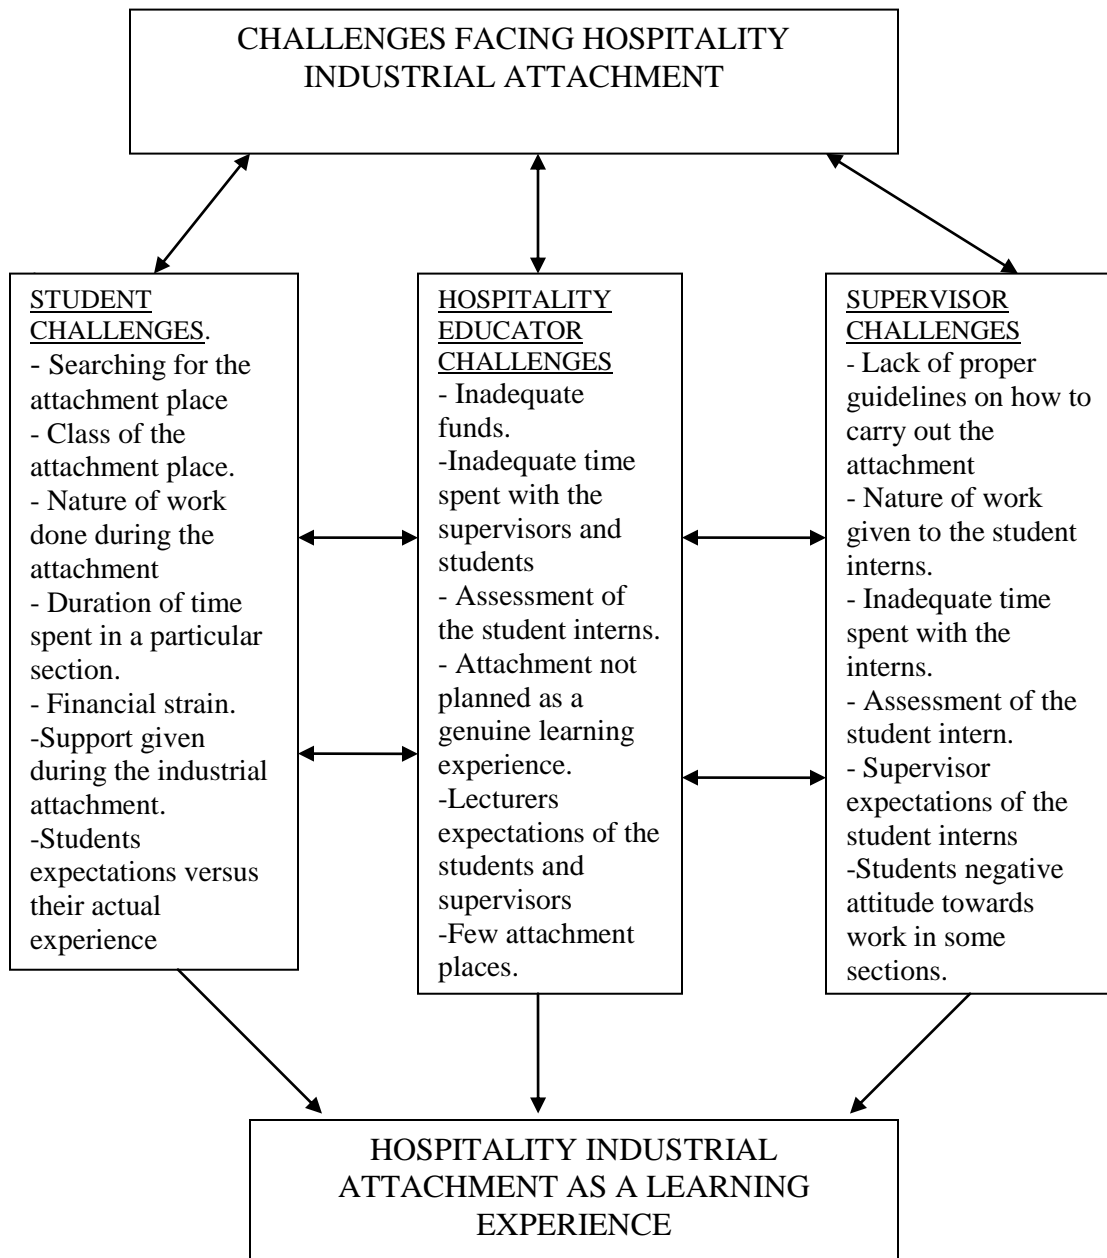 CHALLENGES FACING HOSPITALITY
INDUSTRIAL ATTACHMENT
STUDENT
CHALLENGES.
- Searching for the
attachment place
- Class of the
attachment place.
- Nature of work
done during the
attachment
- Duration of time
spent in a particular
section.
- Financial strain.
-Support given
during the industrial
attachment.
-Students
expectations versus
their actual
experience
HOSPITALITY
EDUCATOR
CHALLENGES
- Inadequate
funds.
-Inadequate time
spent with the
supervisors and
students
- Assessment of
the student interns.
- Attachment not
planned as a
genuine learning
experience.
-Lecturers
expectations of the
students and
supervisors
-Few attachment
places.
SUPERVISOR
CHALLENGES
- Lack of proper
guidelines on how to
carry out the
attachment
- Nature of work
given to the student
interns.
- Inadequate time
spent with the
interns.
- Assessment of the
student intern.
- Supervisor
expectations of the
student interns
-Students negative
attitude towards
work in some
sections.
HOSPITALITY INDUSTRIAL
ATTACHMENT AS A LEARNING
EXPERIENCE